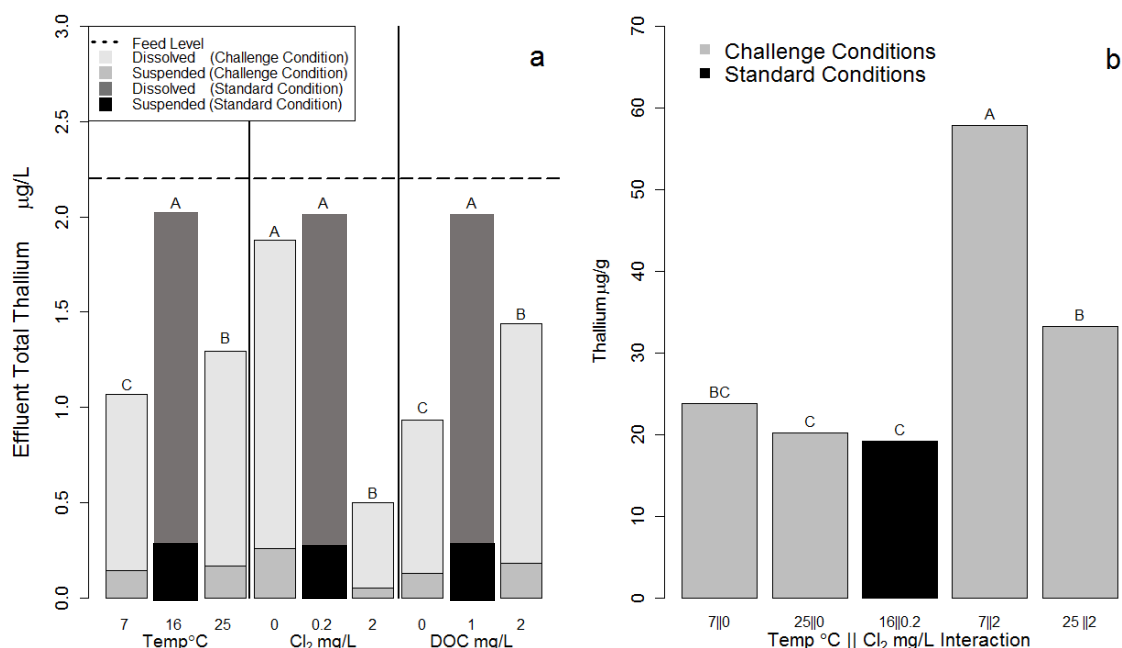 a
Feed Level
Dissolved (Challenge Condition)
Suspended (Challenge Condition)
Dissolved (Standard Condition)
Suspended (Standard Condition)
Effluent Total Thallium µg/L
0.0
0.5
1.0
1.5
2.0
2.5
3.0
C
A
B
A
A
B
C
A
B
7 16 25 0 0.2 2 0 1 2
Temp°C Cl₂ mg/L DOC mg/L
b
Challenge Conditions
Standard Conditions
Thallium µg/g
0
10
20
30
40
50
60
70
BC
C
C
A
B
7||0 25||0 16||0.2 7||2 25 ||2
Temp °C || Cl₂ mg/L Interaction